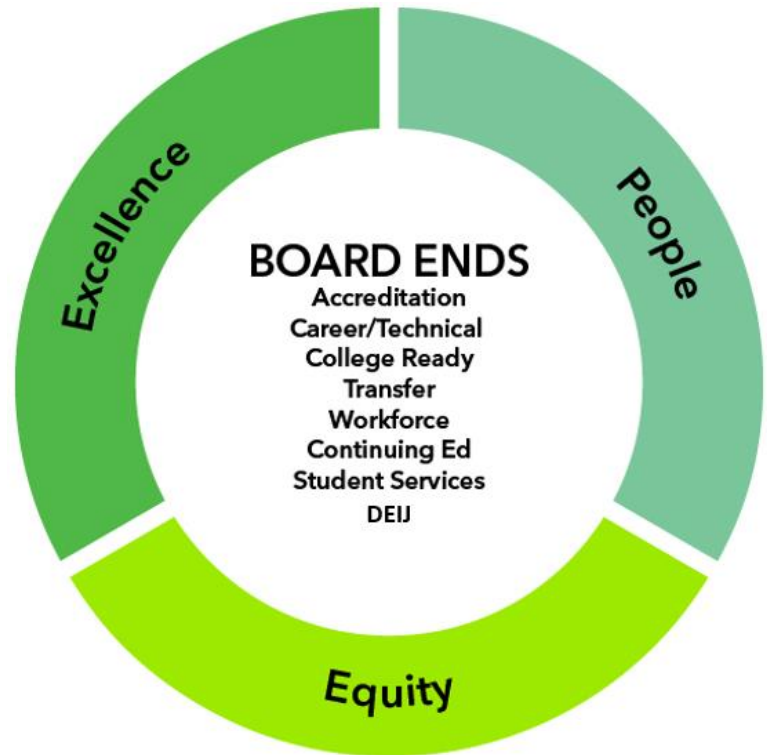 Excellence
People
BOARD ENDS
Accreditation
Career/Technical
College Ready
Transfer
Workforce
Continuing Ed
Student Services
DEIJ
Equity